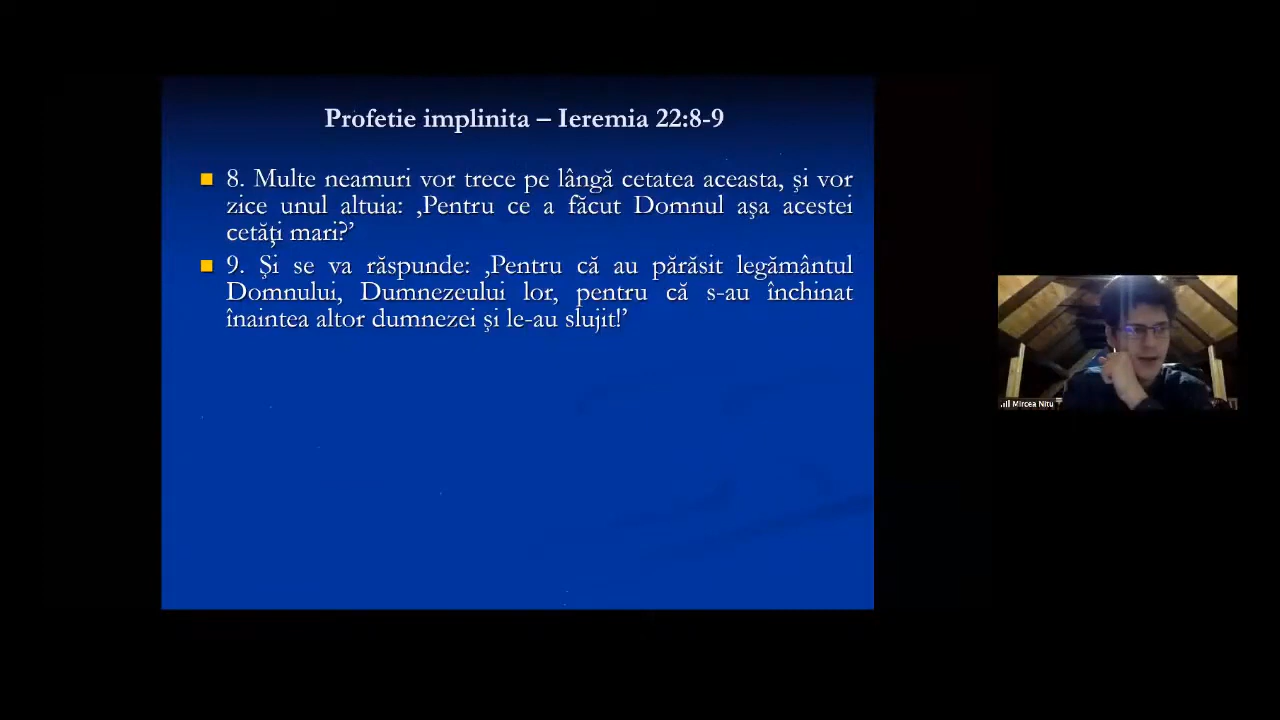 Profetie implinita – Ieremia 22:8-9
8. Multe neamuri vor trece pe lângă cetatea aceasta, şi vor
zice unul altuia: ,Pentru ce a făcut Domnul aşa acestei
cetăţi mari?’
9. Şi se va răspunde: ,Pentru că au părăsit legământul
Domnului, Dumnezeului lor, pentru că s-au închinat
înaintea altor dumnezei şi le-au slujit!’
Mircea Nitu